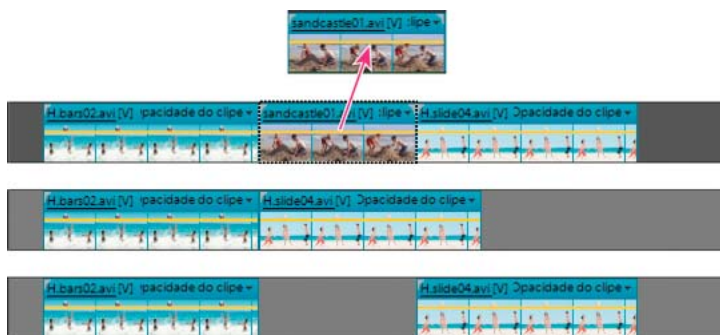 sandcastle01.avi [V] :lipe
H.bars02.avi [V] 'pacidade do clipe sandcastle01.avi [V] :lipe H.slide04.avi [V] Opacidade do clipe
H.bars02.avi [V] 'pacidade do clipe H.slide04.avi [V] Opacidade do clipe
H.bars02.avi [V] 'pacidade do clipe H.slide04.avi [V] Opacidade do clipe